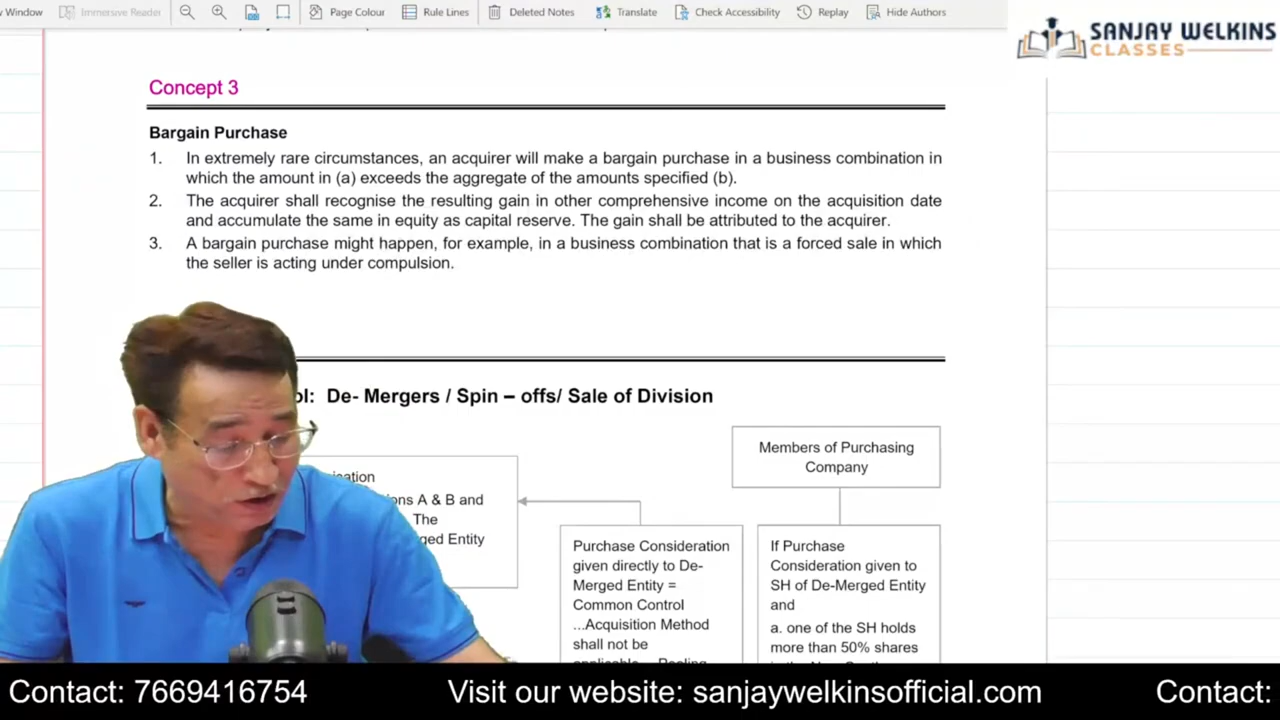 Window
Immersive Reader
Page Colour
Rule Lines
Deleted Notes
Translate
Check Accessibility
Replay
Hide Authors
SANJAY WELKINS
CLASSES
Concept 3
Bargain Purchase
1. In extremely rare circumstances, an acquirer will make a bargain purchase in a business combination in
which the amount in (a) exceeds the aggregate of the amounts specified (b).
2. The acquirer shall recognise the resulting gain in other comprehensive income on the acquisition date
and accumulate the same in equity as capital reserve. The gain shall be attributed to the acquirer.
3. A bargain purchase might happen, for example, in a business combination that is a forced sale in which
the seller is acting under compulsion.
De- Mergers / Spin – offs/ Sale of Division
A & B and
The
Entity
Members of Purchasing
Company
Purchase Consideration
given directly to De-
Merged Entity =
Common Control
...Acquisition Method
shall not be
If Purchase
Consideration given to
SH of De-Merged Entity
and
a. one of the SH holds
more than 50% shares
Contact: 7669416754
Visit our website: sanjaywelkinsofficial.com
Contact: